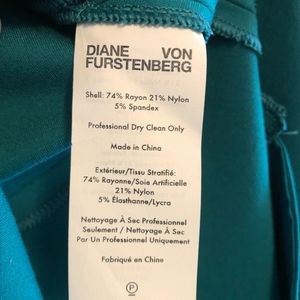 DIANE VON
FURSTENBERG
Shell: 74% Rayon 21% Nylon
5% Spandex
Professional Dry Clean Only
Made in China
Extérieur/Tissu Stratifié:
74% Rayonne/Soie Artificielle
21% Nylon
5% Élasthanne/Lycra
Nettoyage À Sec Professionnel
Seulement / Nettoyage À Sec
Par Un Professionnel Uniquement
Fabriqué en Chine
P